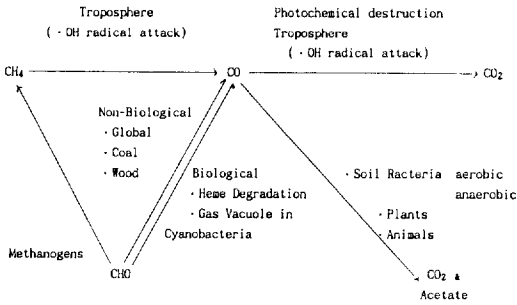 Troposphere
( · OH radical attack)
Photochemical destruction
Troposphere
( · OH radical attack)
CH4
CO
CO2
Non-Biological
· Global
· Coal
· Wood
Biological
· Heme Degradation
· Gas Vacuole in
Cyanobacteria
· Soil Racteria aerobic
anaerobic
· Plants
· Animals
Methanogens
CHO
CO2 &
Acetate